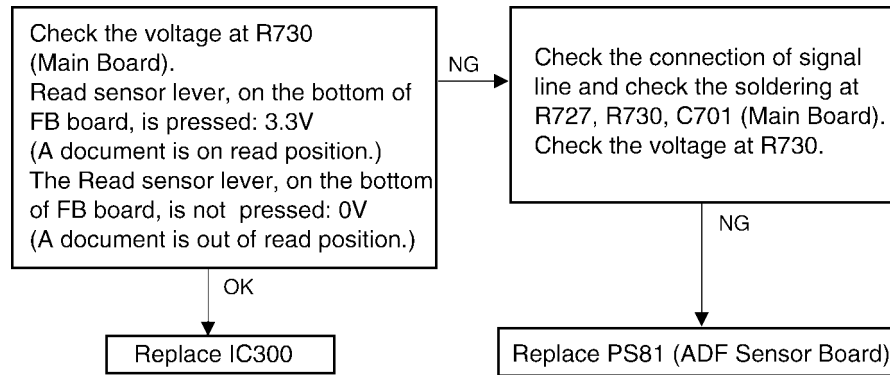 Check the voltage at R730
(Main Board).
Read sensor lever, on the bottom of
FB board, is pressed: 3.3V
(A document is on read position.)
The Read sensor lever, on the bottom
of FB board, is not pressed: 0V
(A document is out of read position.)
NG
Check the connection of signal
line and check the soldering at
R727, R730, C701 (Main Board).
Check the voltage at R730.
OK
NG
Replace IC300
Replace PS81 (ADF Sensor Board)